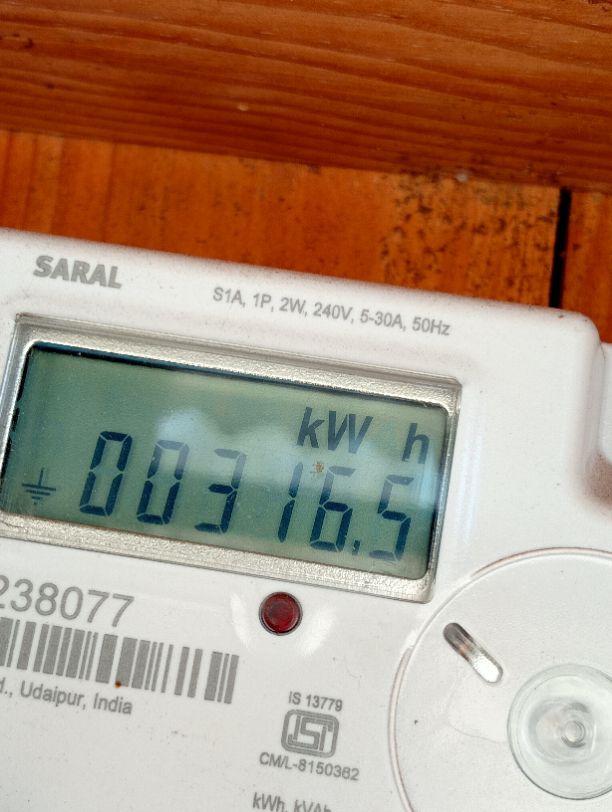 SARAL
S1A, 1P, 2W, 240V, 5-30A, 50Hz
kW h
00316.5
238077
Udaipur, India
IS 13779
ISI
CM/L-8150362
kWh, kVAh